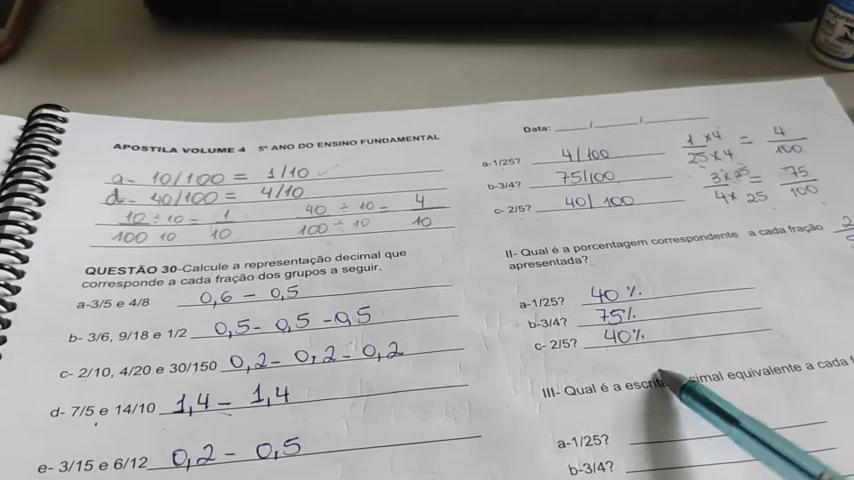 APOSTILA VOLUME 4 5º ANO DO ENSINO FUNDAMENTAL
a- 10/100 = 1/10
d- 40/100 = 4/10
10 ÷ 10 = 1 40 ÷ 10 = 4
100 10 10 100 ÷ 10 10
QUESTÃO 30-Calcule a representação decimal que
corresponde a cada fração dos grupos a seguir.
a-3/5 e 4/8 0,6 - 0,5
b- 3/6, 9/18 e 1/2 0,5- 0,5 -0,5
c- 2/10, 4/20 e 30/150 0,2- 0,2- 0,2
d- 7/5 e 14/10 1,4 - 1,4
e- 3/15 e 6/12 0,2 - 0,5
Data: ___/___/___
a-1/25? 4/100
b-3/4? 75/100
c- 2/5? 40/100
1 x4 = 4
25 x 4 100
3 x 25 = 75
4 x 25 100
II- Qual é a porcentagem correspondente a cada fração
apresentada?
a-1/25? 40 %.
b-3/4? 75%.
c- 2/5? 40%.
III- Qual é a escrita decimal equivalente a cada
a-1/25?
b-3/4?